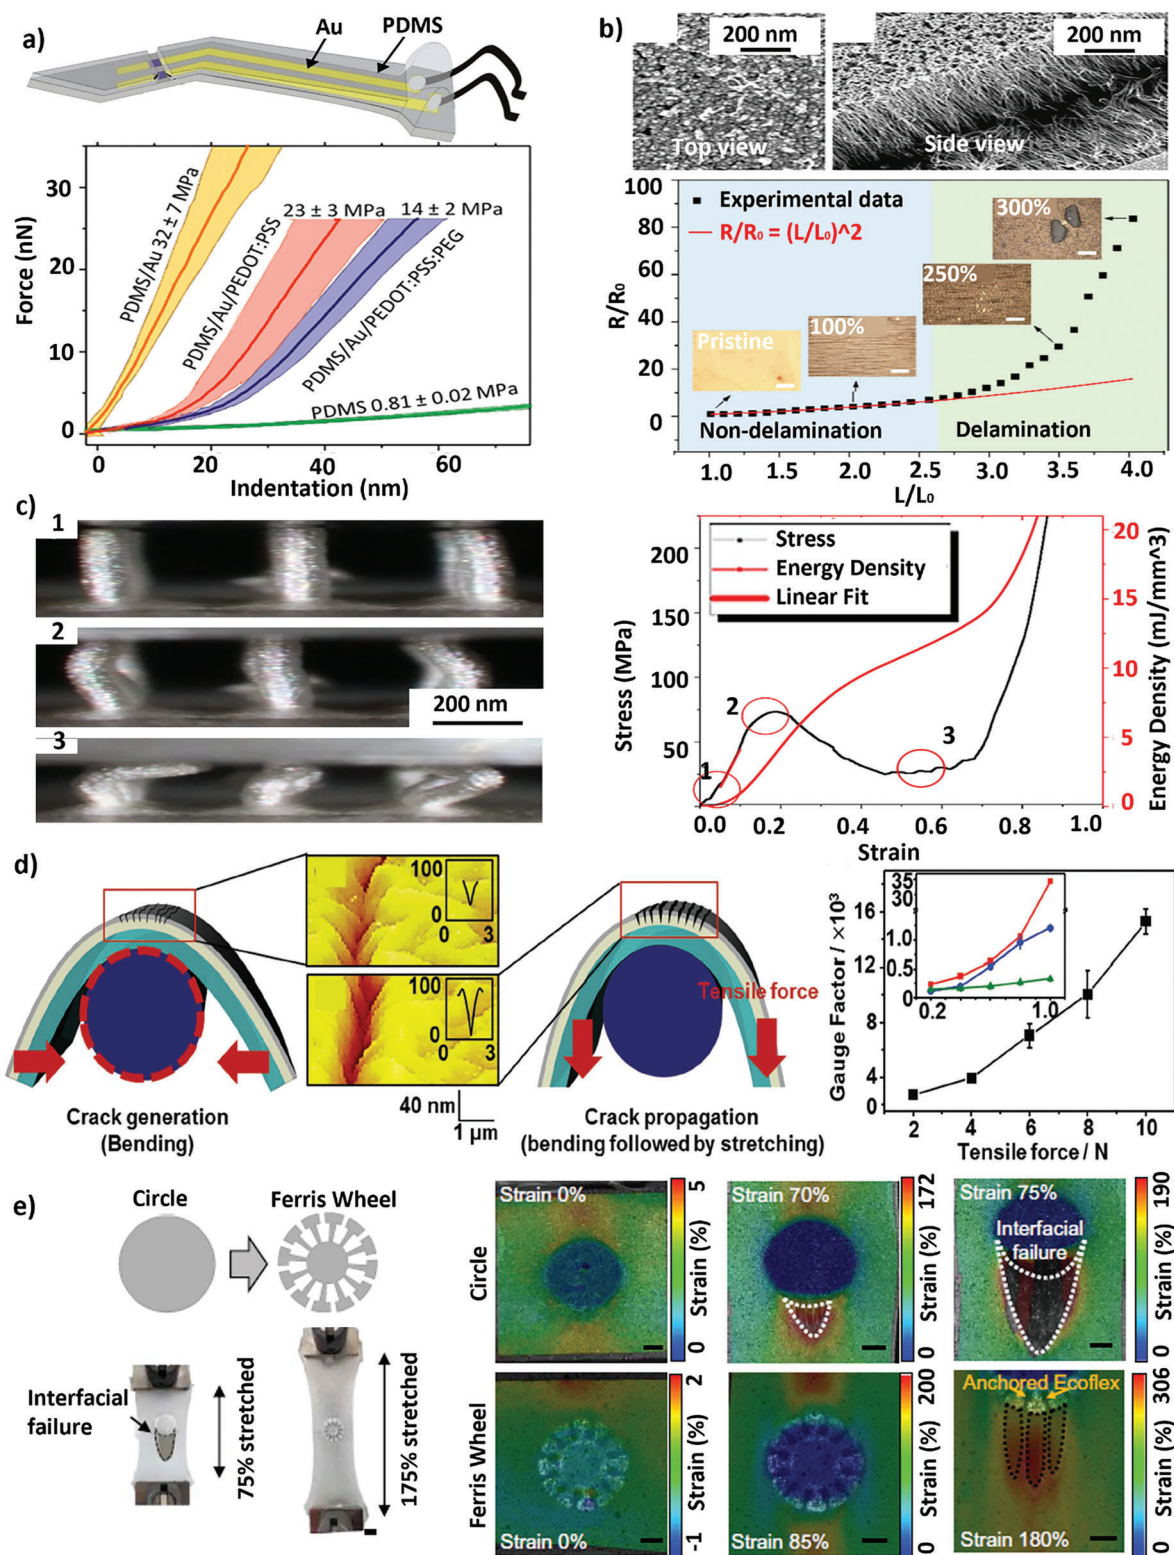 a)
Au
PDMS
Force (nN)
30
20
10
0
PDMS/Au 32 ± 7 MPa
23 ± 3 MPa
PDMS/Au/PEDOT:PSS
14 ± 2 MPa
PDMS/Au/PEDOT:PSS:PEG
PDMS 0.81 ± 0.02 MPa
0 20 40 60
Indentation (nm)
b)
200 nm
Top view
200 nm
Side view
R/R₀
100
80
60
40
20
0
Experimental data
R/R₀ = (L/L₀)^2
Pristine
100%
250%
300%
Non-delamination
Delamination
1.0 1.5 2.0 2.5 3.0 3.5 4.0
L/L₀
c)
1
2
200 nm
3
Stress (MPa)
200
150
100
50
0
Stress
Energy Density
Linear Fit
1
2
3
20
15
10
5
0
Energy Density (mJ/mm^3)
0.0 0.2 0.4 0.6 0.8 1.0
Strain
d)
Crack generation
(Bending)
100
0
3
100
0
3
40 nm
1 µm
Tensile force
Crack propagation
(bending followed by stretching)
Gauge Factor / ×10³
16
12
8
4
0
35
30
1.0
0.5
0
0.2 1.0
2 4 6 8 10
Tensile force / N
e)
Circle
Ferris Wheel
Interfacial
failure
75% stretched
175% stretched
Circle
Strain 0%
5
0
Strain (%)
Strain 70%
172
0
Strain (%)
Strain 75%
Interfacial
failure
190
0
Strain (%)
Ferris Wheel
Strain 0%
2
-1
Strain (%)
Strain 85%
200
0
Strain (%)
Anchored Ecoflex
Strain 180%
306
0
Strain (%)